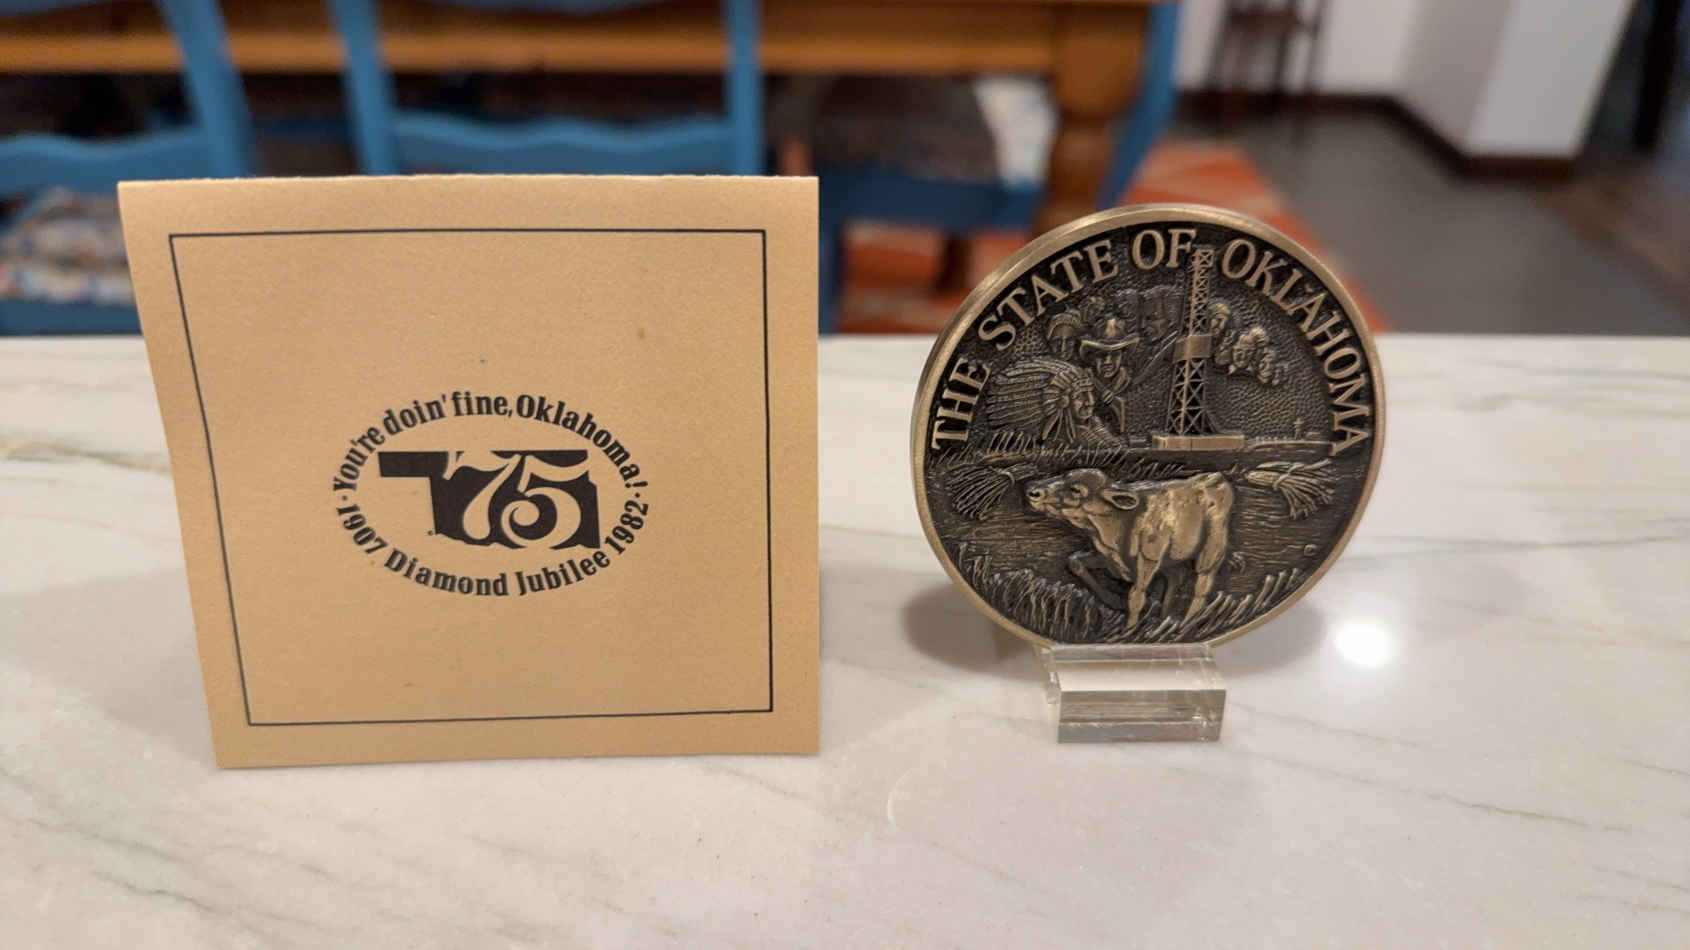 You're doin' fine, Oklahoma!
'75
· 1907 Diamond Jubilee 1982 ·
THE STATE OF OKLAHOMA